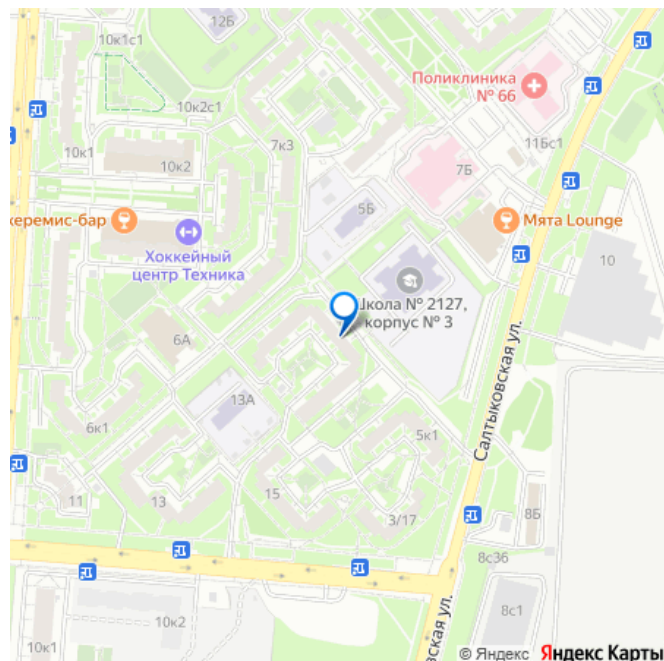 12Б
10к1с1
Поликлиника
№ 66
10к2с1
7к3
11Бс1
10к1
10к2
7Б
5Б
керемис-бар
Мята Lounge
Хоккейный
центр Техника
10
Школа № 2127,
корпус № 3
6А
Салтыковская ул.
13А
6к1
5к1
15
11
13
3/17
8Б
8с36
8с1
10к2
10к1
вская ул.
© Яндекс Яндекс Карты